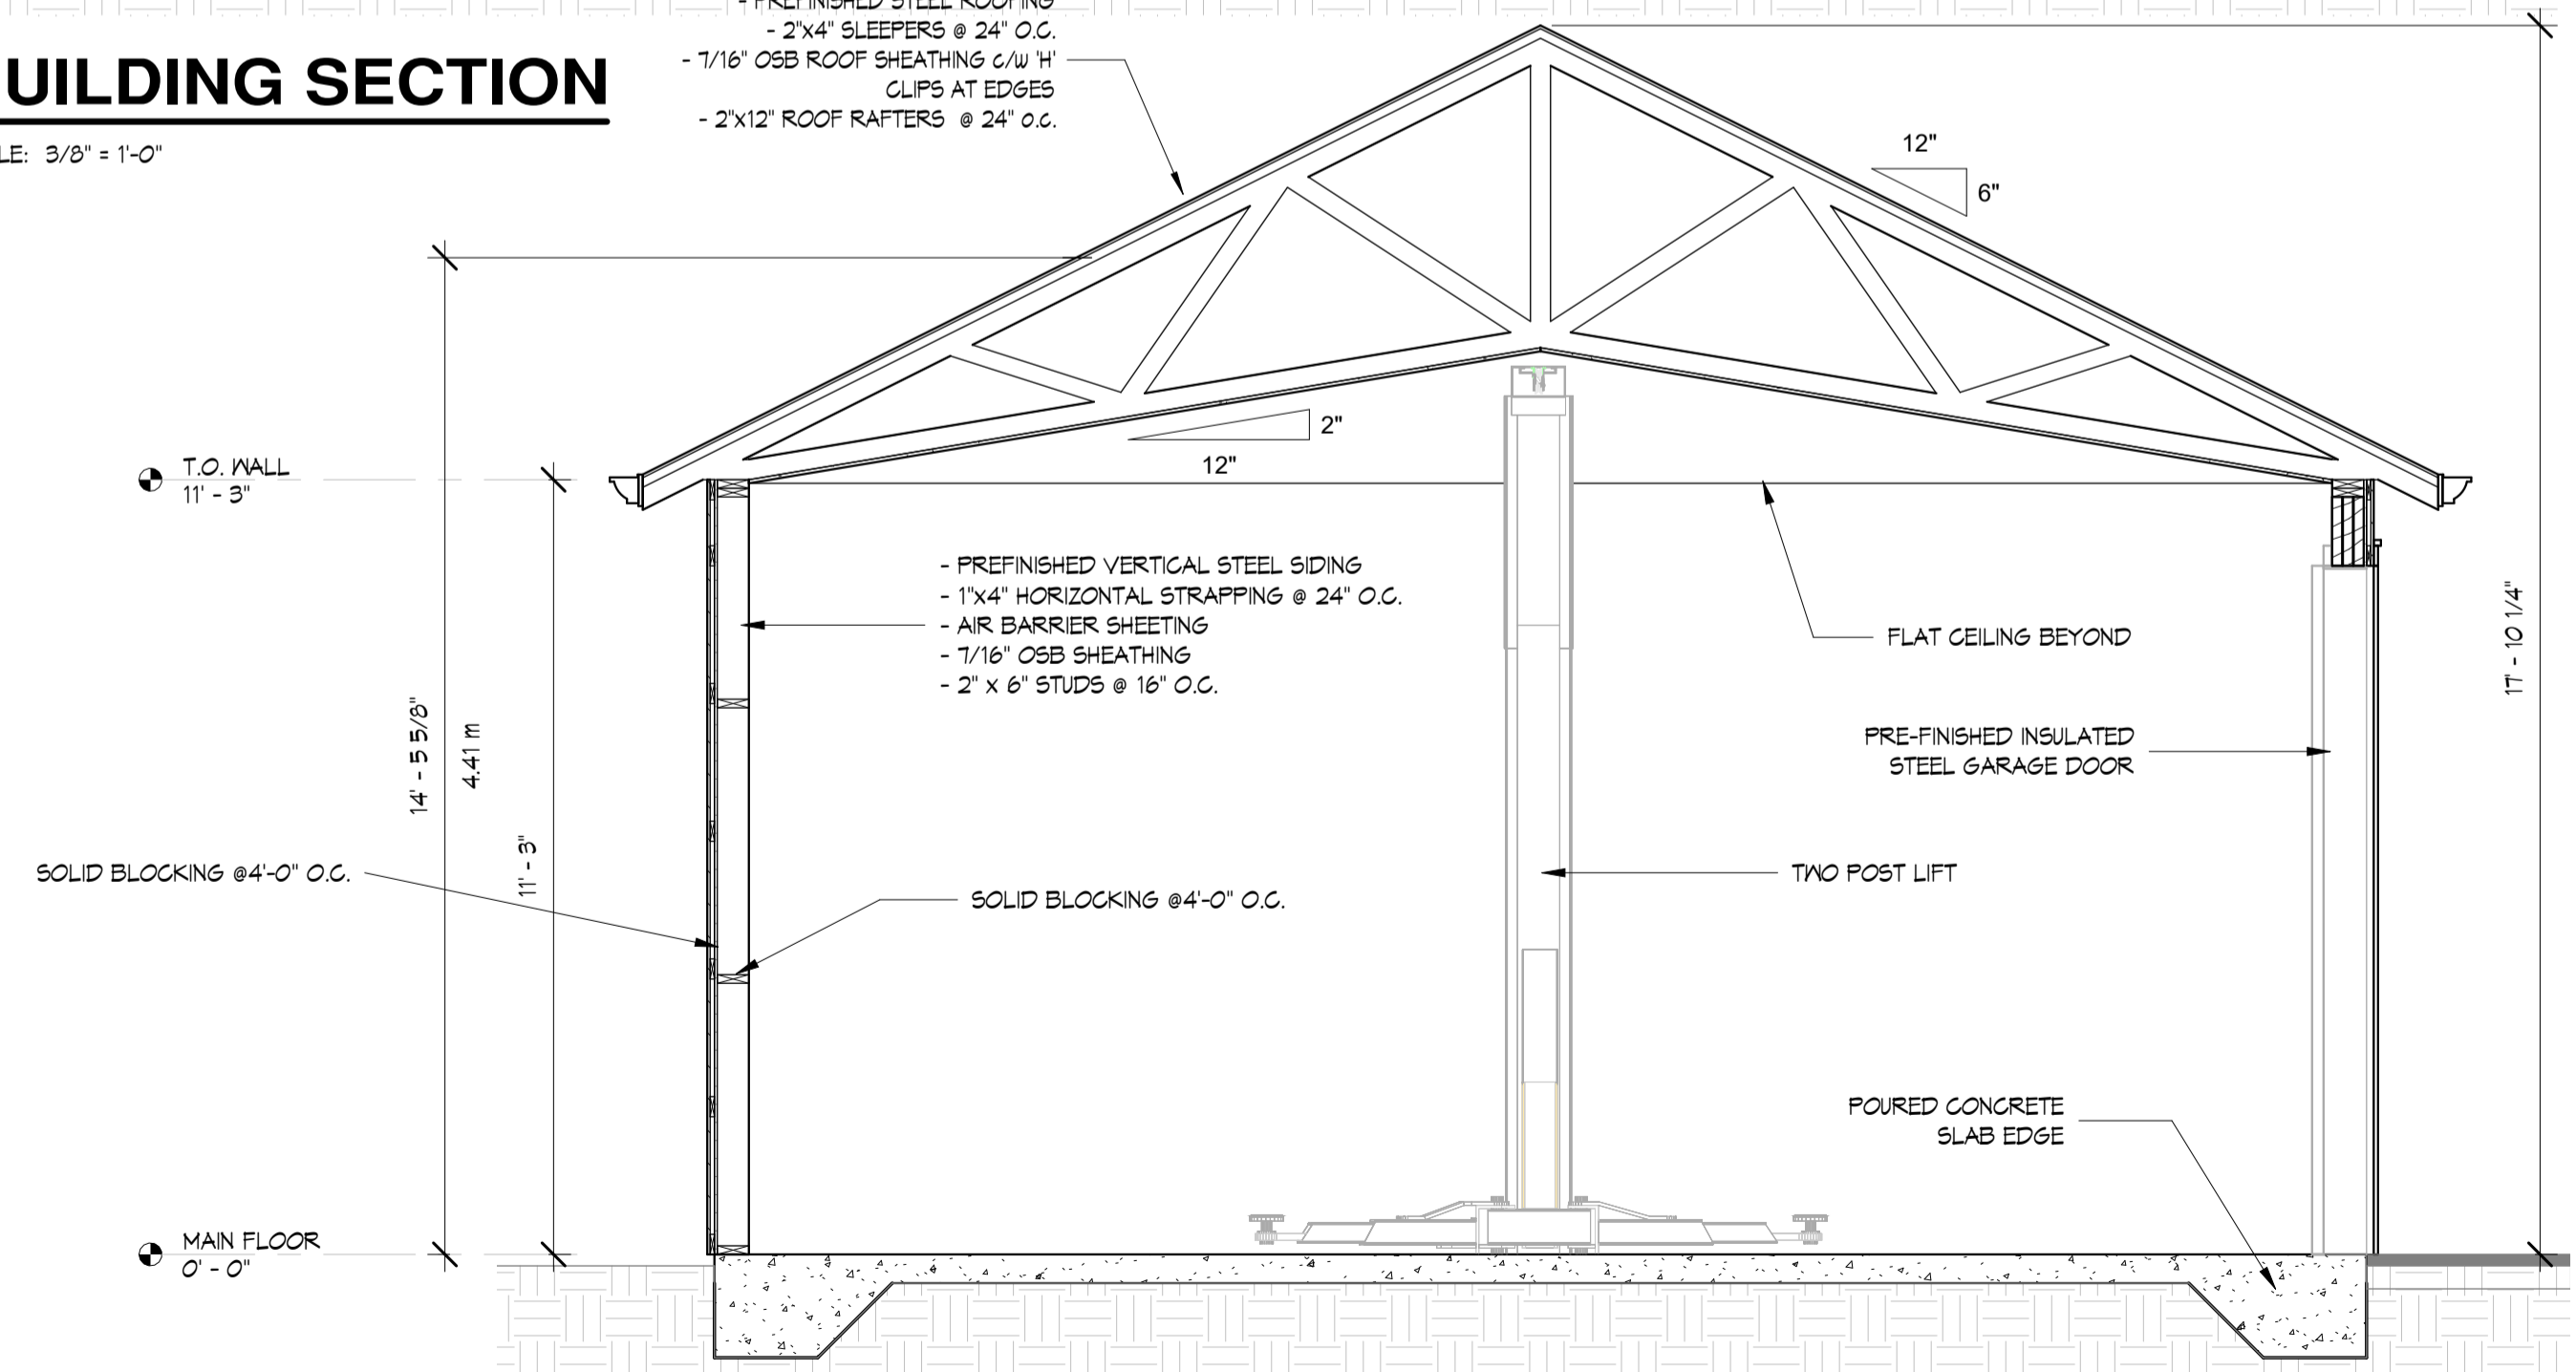 - PREFINISHED STEEL ROOFING
- 2"x4" SLEEPERS @ 24" O.C.
- 7/16" OSB ROOF SHEATHING c/w 'H'
CLIPS AT EDGES
- 2"x12" ROOF RAFTERS @ 24" o.c.
UILDING SECTION
LE: 3/8" = 1'-0"
12"
6"
2"
12"
T.O. WALL
11' - 3"
- PREFINISHED VERTICAL STEEL SIDING
- 1"x4" HORIZONTAL STRAPPING @ 24" O.C.
- AIR BARRIER SHEETING
- 7/16" OSB SHEATHING
- 2" x 6" STUDS @ 16" O.C.
FLAT CEILING BEYOND
17' - 10 1/4"
PRE-FINISHED INSULATED
STEEL GARAGE DOOR
14' - 5 5/8"
4.41 m
11' - 3"
SOLID BLOCKING @4'-0" O.C.
SOLID BLOCKING @4'-0" O.C.
TWO POST LIFT
POURED CONCRETE
SLAB EDGE
MAIN FLOOR
0' - 0"